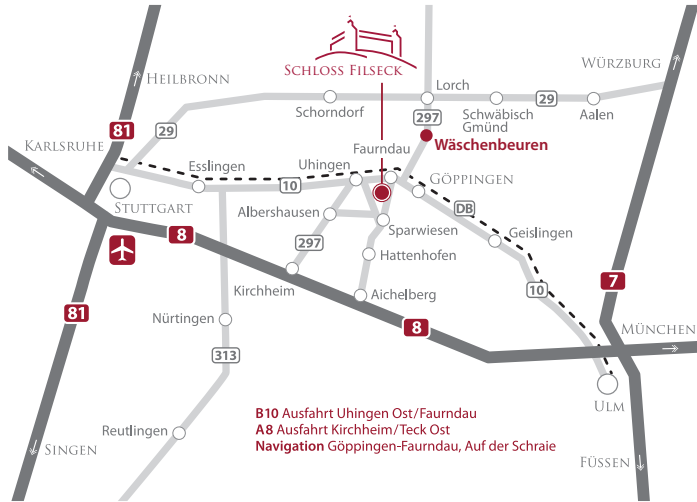 SCHLOSS FILSECK
HEILBRONN
WÜRZBURG
Lorch
Schorndorf
29
Schwäbisch
Gmünd
Aalen
297
81
29
KARLSRUHE
Faurndau
Wäschenbeuren
Esslingen
Uhingen
10
GÖPPINGEN
STUTTGART
Albershausen
DB
8
Sparwiesen
Geislingen
297
Hattenhofen
7
Kirchheim
10
81
Aichelberg
Nürtingen
8
MÜNCHEN
313
ULM
B10 Ausfahrt Uhingen Ost/Faurndau
A8 Ausfahrt Kirchheim/Teck Ost
Navigation Göppingen-Faurndau, Auf der Schraie
Reutlingen
SINGEN
FÜSSEN